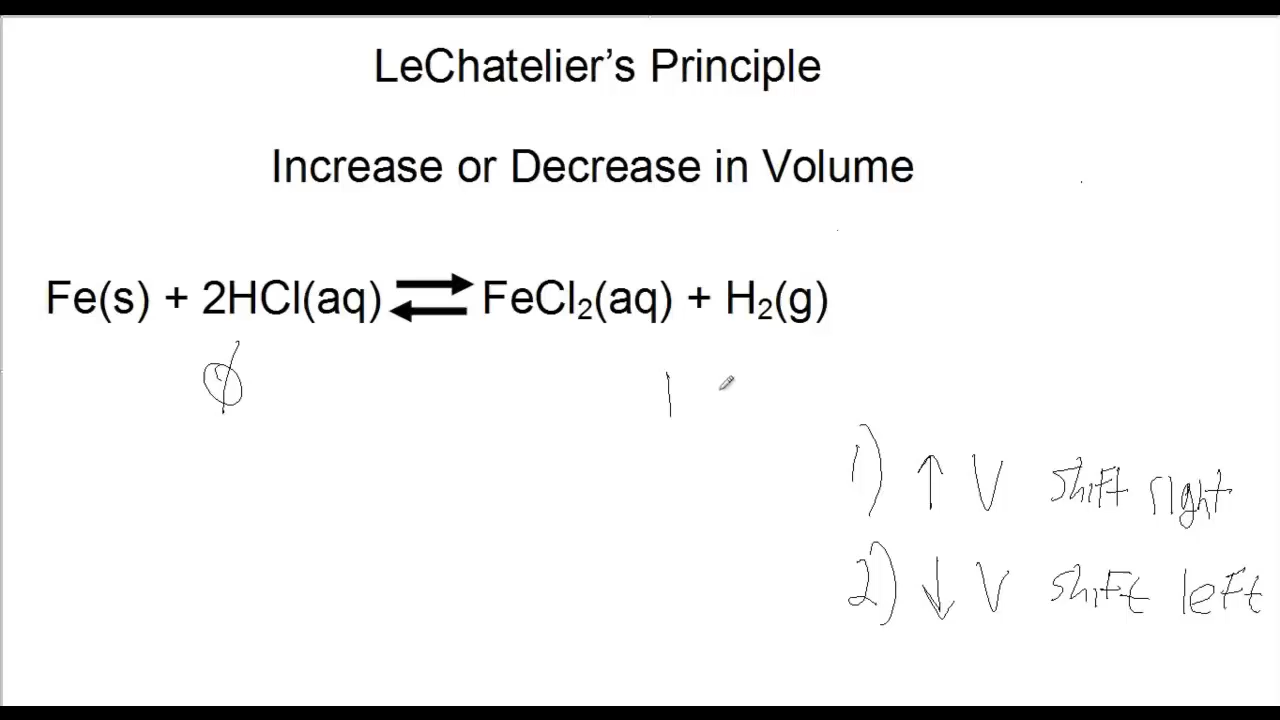 LeChatelier's Principle
Increase or Decrease in Volume
Fe(s) + 2HCl(aq) ⇌ FeCl₂(aq) + H₂(g)
0 1
1) ↑ V shift right
2) ↓ V shift left